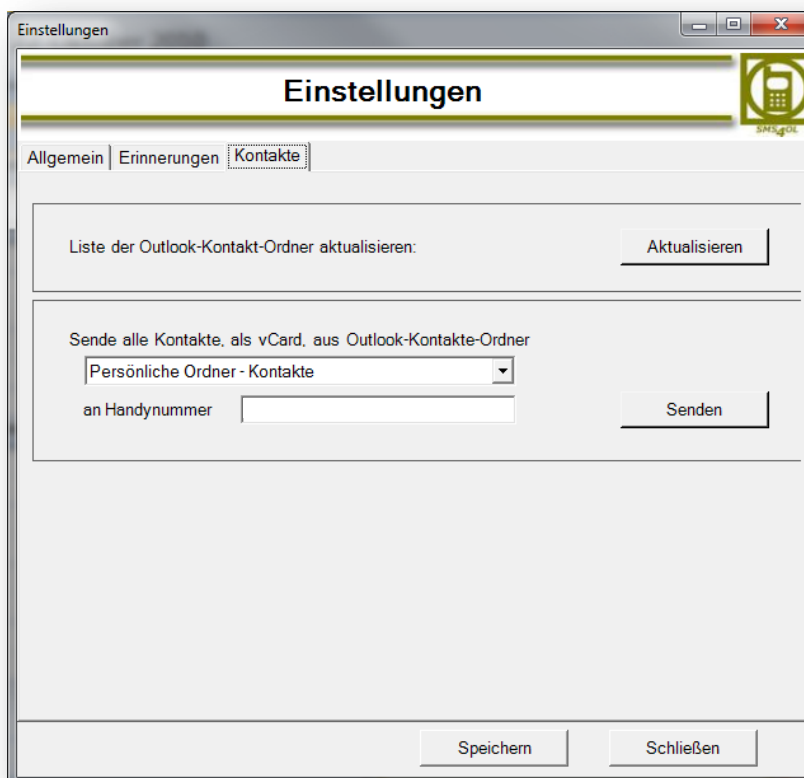 Einstellungen
Einstellungen
SMS4OL
Allgemein Erinnerungen Kontakte
Liste der Outlook-Kontakt-Ordner aktualisieren: Aktualisieren
Sende alle Kontakte, als vCard, aus Outlook-Kontakte-Ordner
Persönliche Ordner - Kontakte
an Handynummer Senden
Speichern Schließen